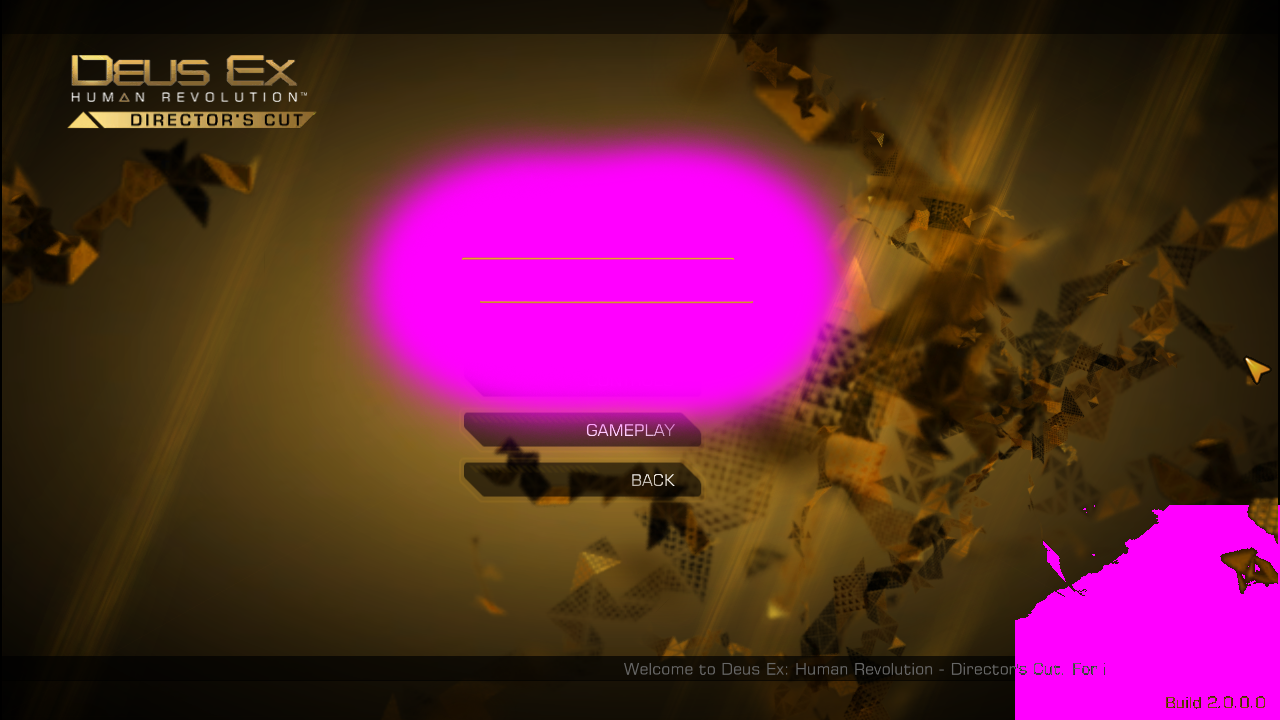 DEUS EX
HUMAN REVOLUTION™
DIRECTOR'S CUT
GAMEPLAY
BACK
Welcome to Deus Ex: Human Revolution - Director's Cut. For
Build 2.0.0.0